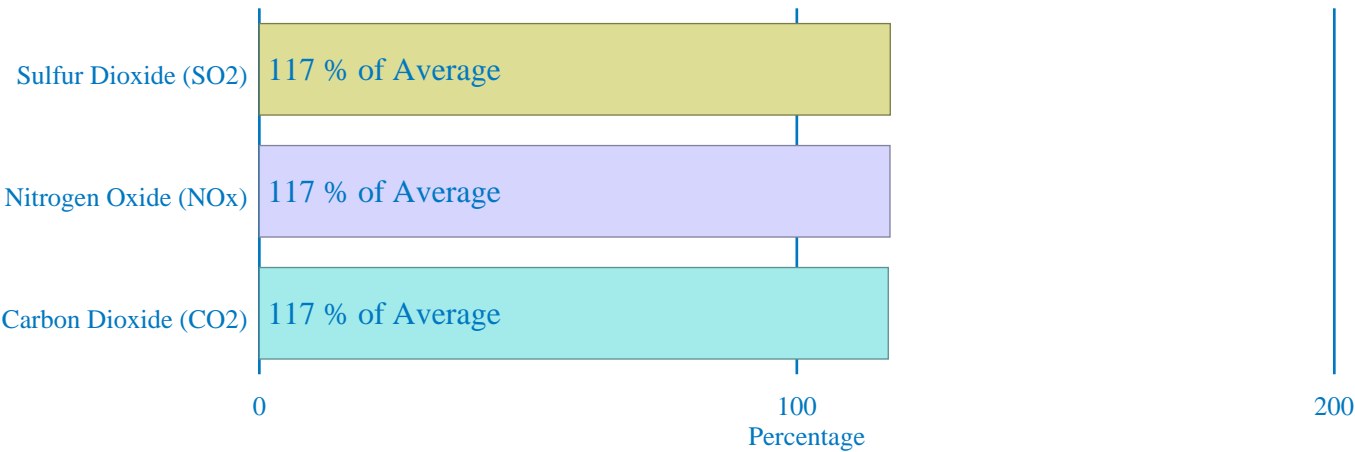 Sulfur Dioxide (SO2) 117 % of Average
Nitrogen Oxide (NOx) 117 % of Average
Carbon Dioxide (CO2) 117 % of Average
0 100 200
Percentage